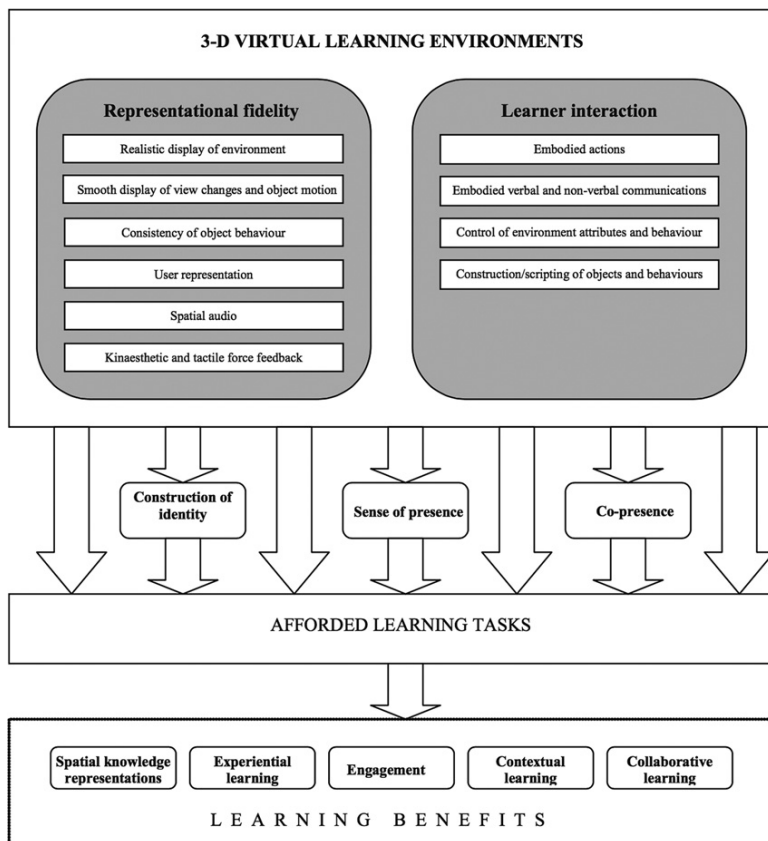 3-D VIRTUAL LEARNING ENVIRONMENTS
Representational fidelity
Realistic display of environment
Smooth display of view changes and object motion
Consistency of object behaviour
User representation
Spatial audio
Kinaesthetic and tactile force feedback
Learner interaction
Embodied actions
Embodied verbal and non-verbal communications
Control of environment attributes and behaviour
Construction/scripting of objects and behaviours
Construction of
identity
Sense of presence
Co-presence
AFFORDED LEARNING TASKS
Spatial knowledge
representations
Experiential
learning
Engagement
Contextual
learning
Collaborative
learning
LEARNING BENEFITS